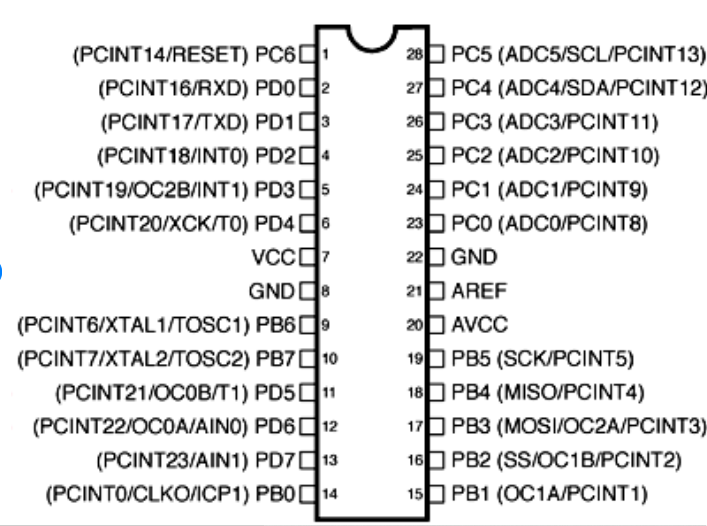 (PCINT14/RESET) PC6 1 28 PC5 (ADC5/SCL/PCINT13)
(PCINT16/RXD) PD0 2 27 PC4 (ADC4/SDA/PCINT12)
(PCINT17/TXD) PD1 3 26 PC3 (ADC3/PCINT11)
(PCINT18/INT0) PD2 4 25 PC2 (ADC2/PCINT10)
(PCINT19/OC2B/INT1) PD3 5 24 PC1 (ADC1/PCINT9)
(PCINT20/XCK/T0) PD4 6 23 PC0 (ADC0/PCINT8)
VCC 7 22 GND
GND 8 21 AREF
(PCINT6/XTAL1/TOSC1) PB6 9 20 AVCC
(PCINT7/XTAL2/TOSC2) PB7 10 19 PB5 (SCK/PCINT5)
(PCINT21/OC0B/T1) PD5 11 18 PB4 (MISO/PCINT4)
(PCINT22/OC0A/AIN0) PD6 12 17 PB3 (MOSI/OC2A/PCINT3)
(PCINT23/AIN1) PD7 13 16 PB2 (SS/OC1B/PCINT2)
(PCINT0/CLKO/ICP1) PB0 14 15 PB1 (OC1A/PCINT1)